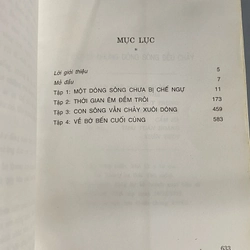 MỤC LỤC
Lời giới thiệu 5
Mở đầu 7
Tập 1: MỘT DÒNG SÔNG CHƯA BỊ CHẾ NGỰ 11
Tập 2: THỜI GIAN ÊM ĐỀM TRÔI 173
Tập 3: CON SÔNG VẪN CHẢY XUÔI DÒNG 459
Tập 4: VỀ BỜ BẾN CUỐI CÙNG 583
633